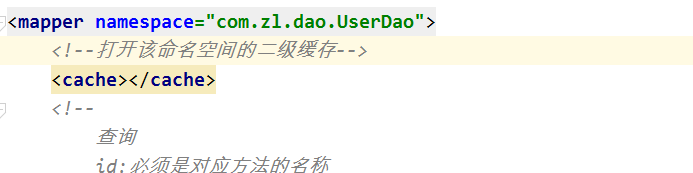 <mapper namespace="com.zl.dao.UserDao">
<!--打开该命名空间的二级缓存-->
<cache></cache>
<!--
查询
id:必须是对应方法的名称